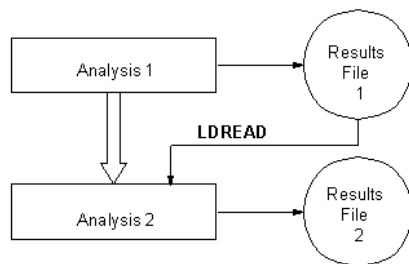 Analysis 1
Results
File
1
LDREAD
Analysis 2
Results
File
2